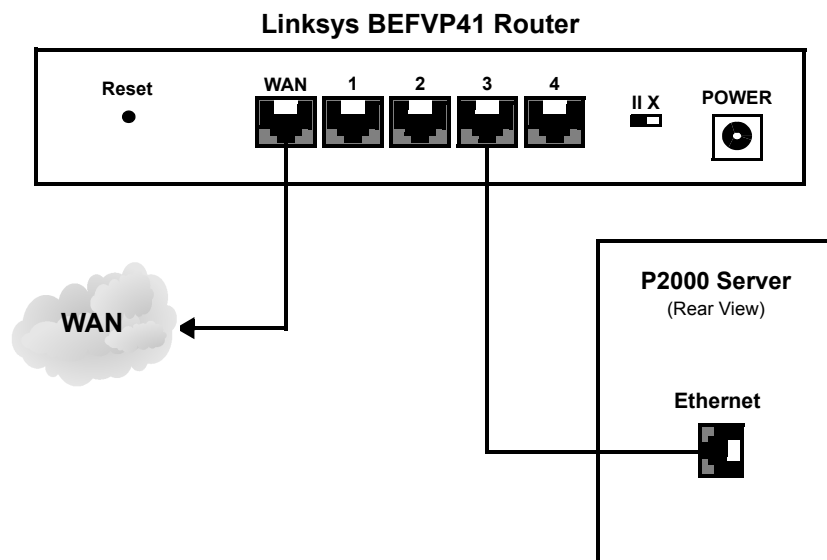 Linksys BEFVP41 Router
Reset
WAN
1
2
3
4
II X
POWER
WAN
P2000 Server
(Rear View)
Ethernet